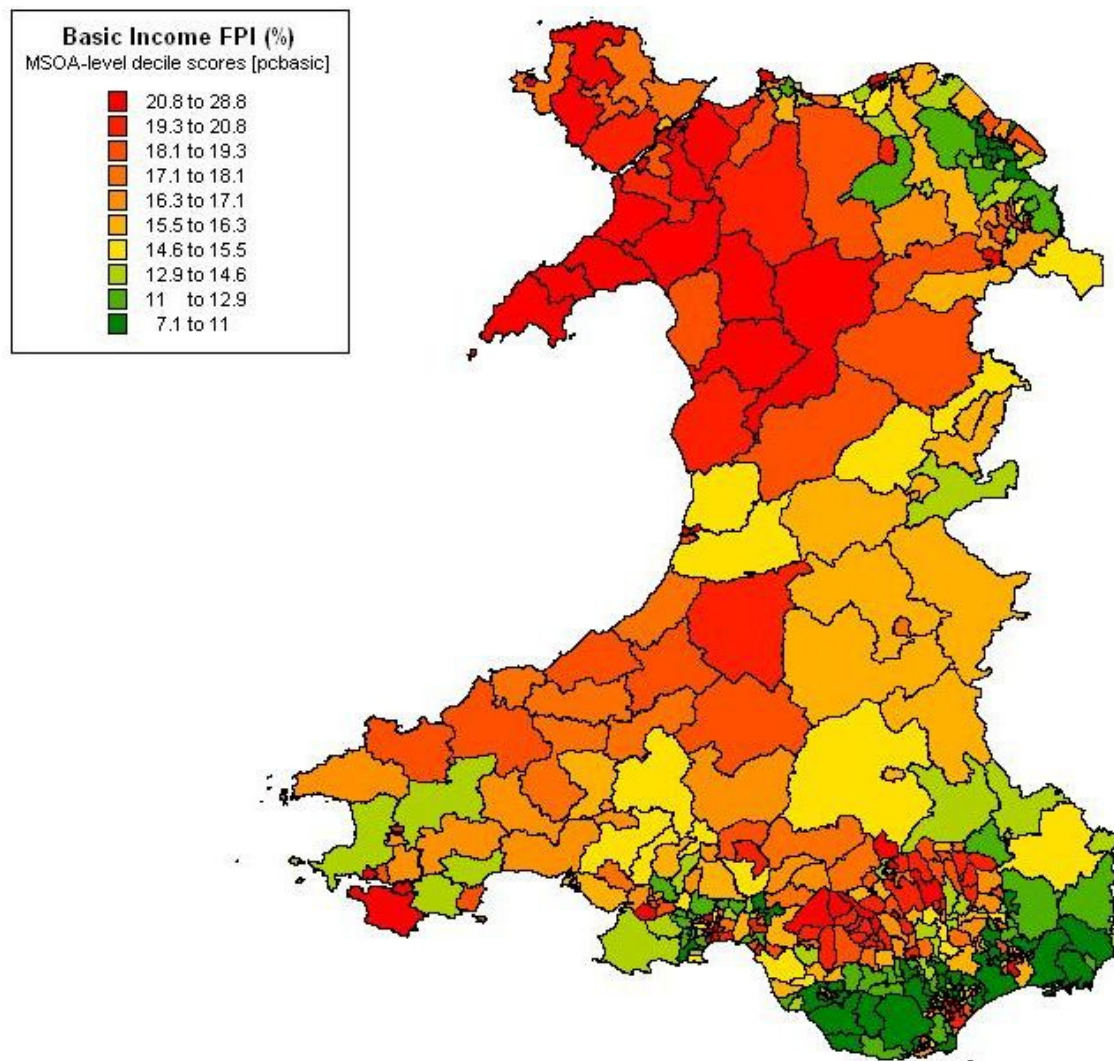 Basic Income FPI (%)
MSOA-level decile scores [pcbasic]
20.8 to 28.8
19.3 to 20.8
18.1 to 19.3
17.1 to 18.1
16.3 to 17.1
15.5 to 16.3
14.6 to 15.5
12.9 to 14.6
11 to 12.9
7.1 to 11